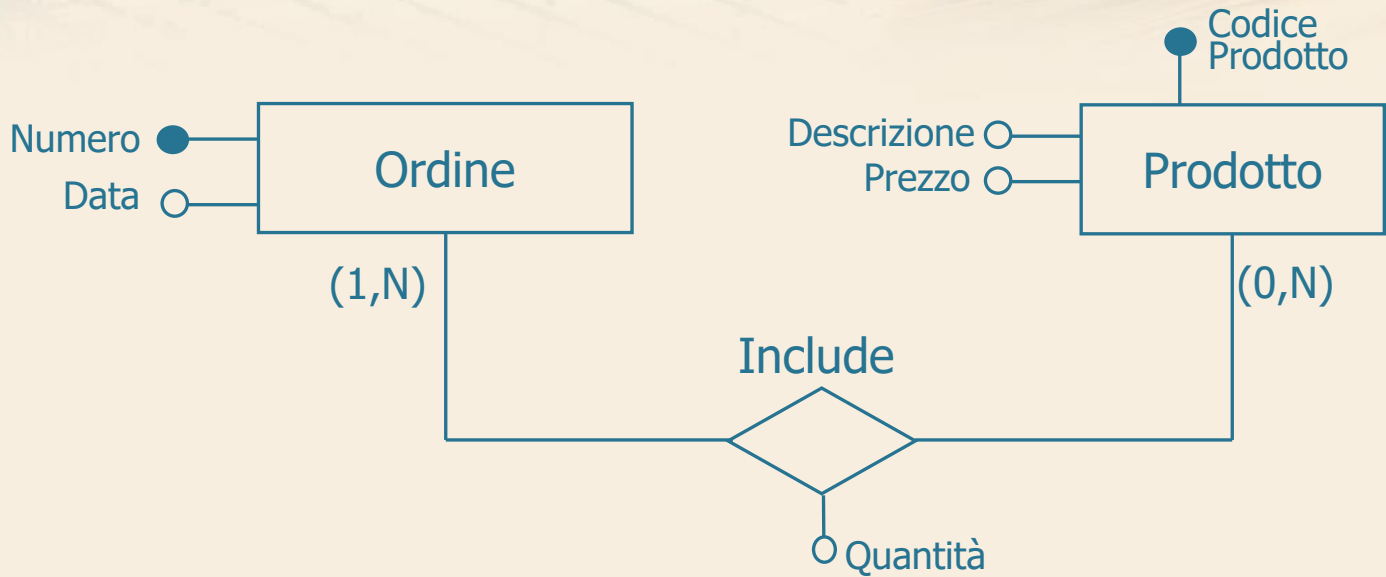 Codice
Prodotto
Numero
Data
Ordine
Descrizione
Prezzo
Prodotto
(1,N)
(0,N)
Include
Quantità